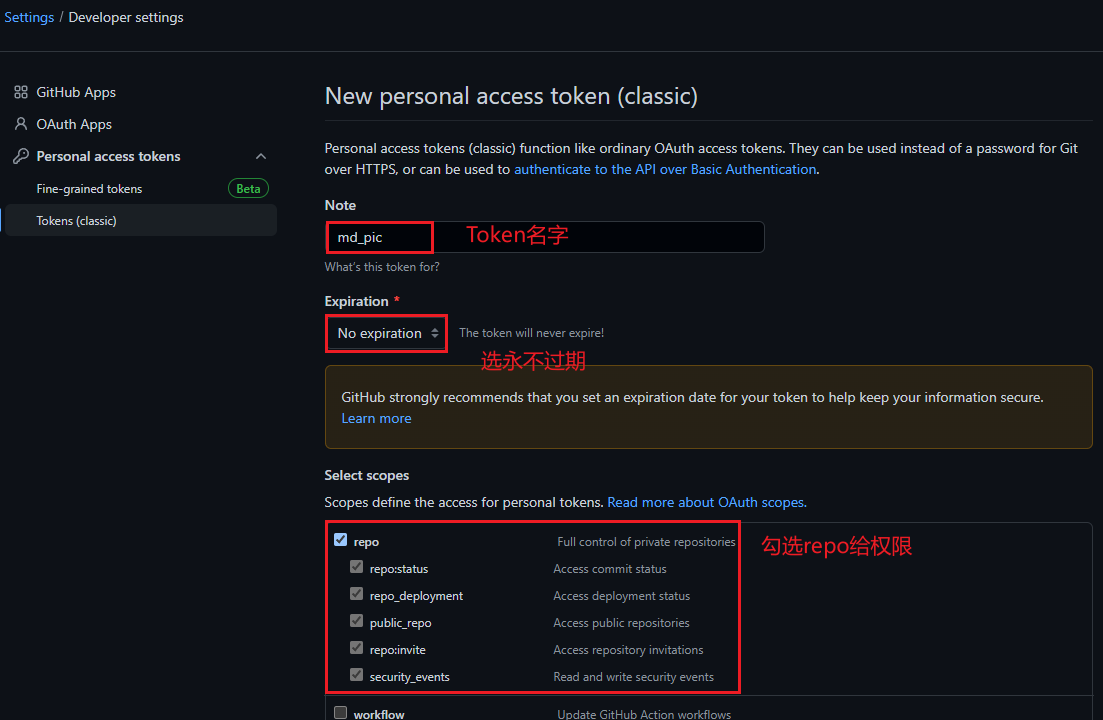 Settings / Developer settings
GitHub Apps
OAuth Apps
Personal access tokens
Fine-grained tokens Beta
Tokens (classic)
New personal access token (classic)
Personal access tokens (classic) function like ordinary OAuth access tokens. They can be used instead of a password for Git
over HTTPS, or can be used to authenticate to the API over Basic Authentication.
Note
md_pic Token名字
What's this token for?
Expiration *
No expiration The token will never expire!
选永不过期
GitHub strongly recommends that you set an expiration date for your token to help keep your information secure.
Learn more
Select scopes
Scopes define the access for personal tokens. Read more about OAuth scopes.
repo Full control of private repositories 勾选repo给权限
repo:status Access commit status
repo_deployment Access deployment status
public_repo Access public repositories
repo:invite Access repository invitations
security_events Read and write security events
workflow Update GitHub Action workflows